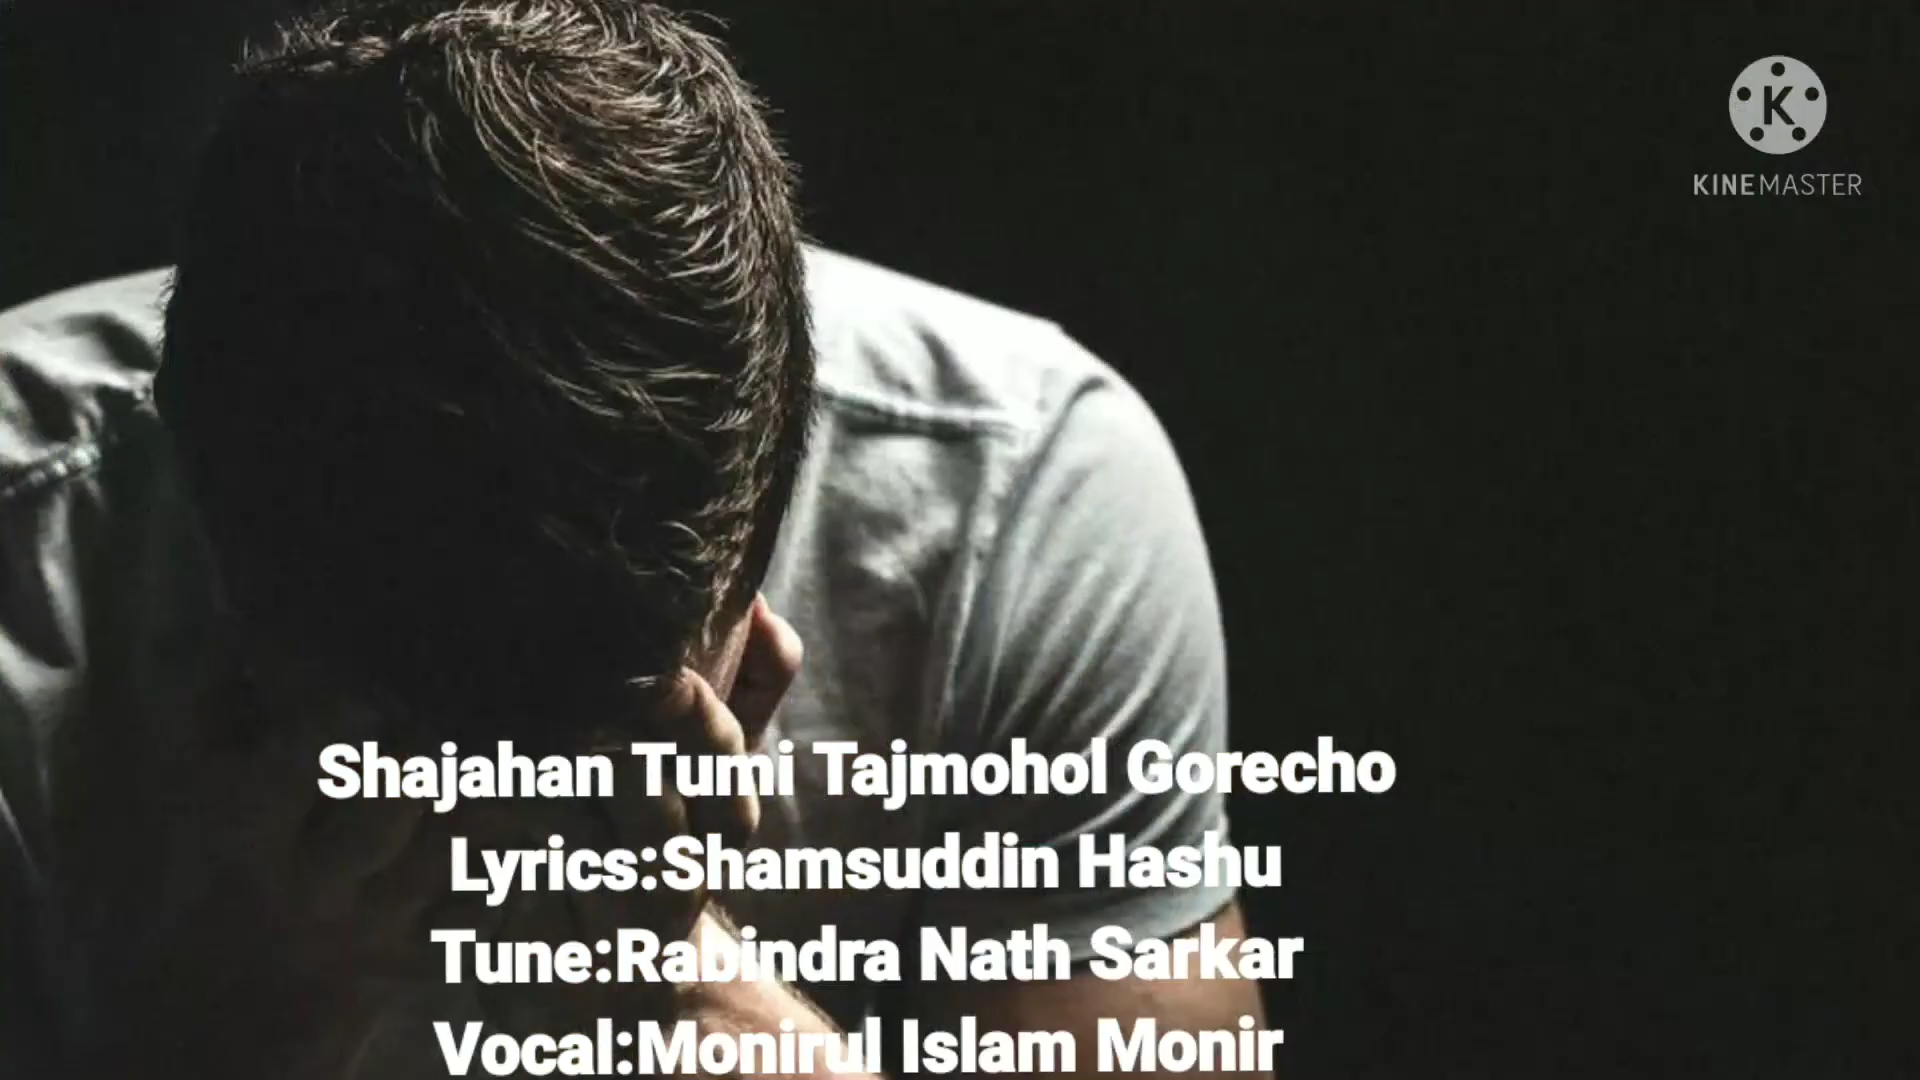 K
KINEMASTER
Shajahan Tumi Tajmohol Gorecho
Lyrics:Shamsuddin Hashu
Tune:Rabindra Nath Sarkar
Vocal:Monirul Islam Monir